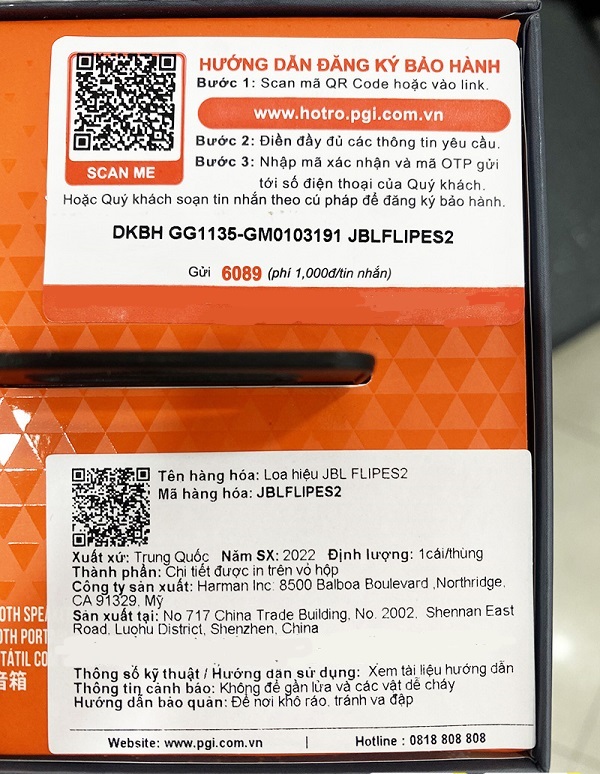 HƯỚNG DẪN ĐĂNG KÝ BẢO HÀNH
Bước 1: Scan mã QR Code hoặc vào link.
www.hotro.pgi.com.vn
Bước 2: Điền đầy đủ các thông tin yêu cầu.
Bước 3: Nhập mã xác nhận và mã OTP gửi
tới số điện thoại của Quý khách.
SCAN ME
Hoặc Quý khách soạn tin nhắn theo cú pháp để đăng ký bảo hành.
DKBH GG1135-GM0103191 JBLFLIPES2
Gửi 6089 (phí 1,000đ/tin nhắn)
Tên hàng hóa: Loa hiệu JBL FLIPES2
Mã hàng hóa: JBLFLIPES2
Xuất xứ: Trung Quốc Năm SX: 2022 Định lượng: 1cái/thùng
Thành phần: Chi tiết được in trên vỏ hộp
Công ty sản xuất: Harman Inc: 8500 Balboa Boulevard ,Northridge,
CA 91329, Mỹ
Sản xuất tại: No 717 China Trade Building, No. 2002, Shennan East
Road, Luohu District, Shenzhen, China
Thông số kỹ thuật / Hướng dẫn sử dụng: Xem tài liệu hướng dẫn
Thông tin cảnh báo: Không để gần lửa và các vật dễ cháy
Hướng dẫn bảo quản: Để nơi khô ráo, tránh va đập
Website: www.pgi.com.vn | Hotline : 0818 808 808
OTH SPEA
OTH PORT
TÁTIL CO
音箱